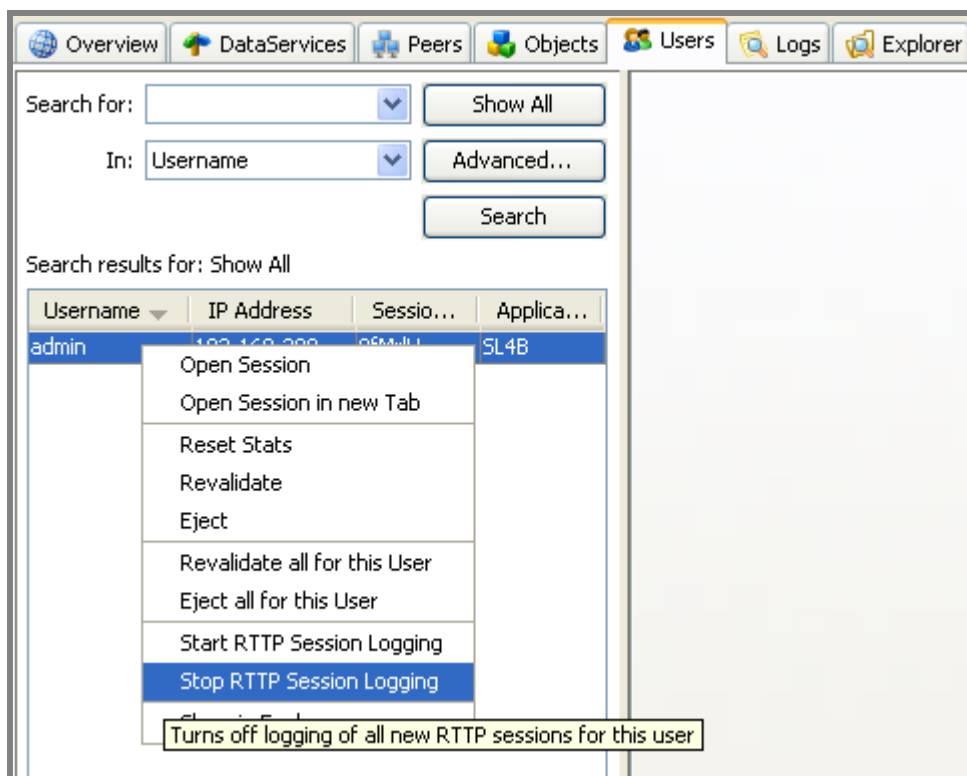 Overview DataServices Peers Objects Users Logs Explorer
Search for: Show All
In: Username Advanced...
Search
Search results for: Show All
Username IP Address Sessio... Applica...
admin SL4B
Open Session
Open Session in new Tab
Reset Stats
Revalidate
Eject
Revalidate all for this User
Eject all for this User
Start RTTP Session Logging
Stop RTTP Session Logging
Turns off logging of all new RTTP sessions for this user